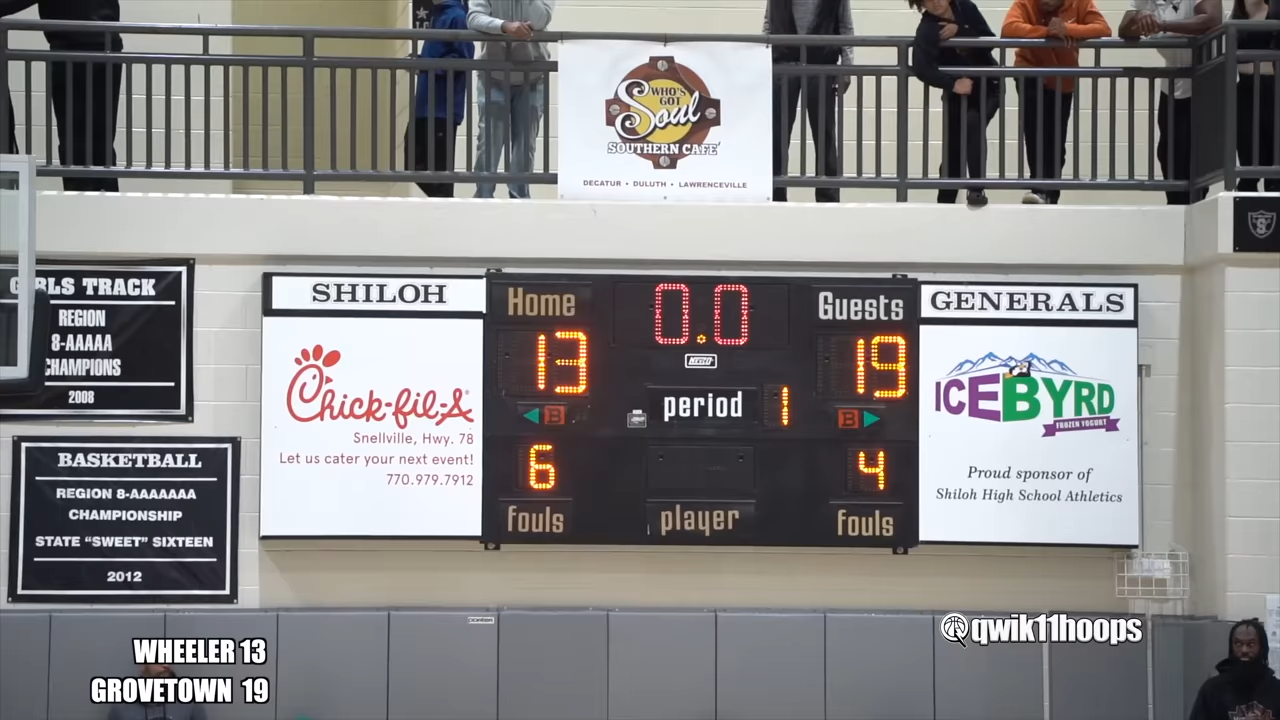 WHO'S
GOT
Soul
SOUTHERN CAFE
DECATUR • DULUTH • LAWRENCEVILLE
GIRLS TRACK
REGION
8-AAAAA
CHAMPIONS
2008
BASKETBALL
REGION 8-AAAAAAA
CHAMPIONSHIP
STATE “SWEET” SIXTEEN
2012
SHILOH
Chick-fil-A®
Snellville, Hwy. 78
Let us cater your next event!
770.979.7912
Home 0.0 Guests
13 19
NEVCO
B period 1 B
6 4
fouls player fouls
GENERALS
ICEBYRD
FROZEN YOGURT
Proud sponsor of
Shiloh High School Athletics
WHEELER 13
GROVETOWN 19
@qwik11hoops